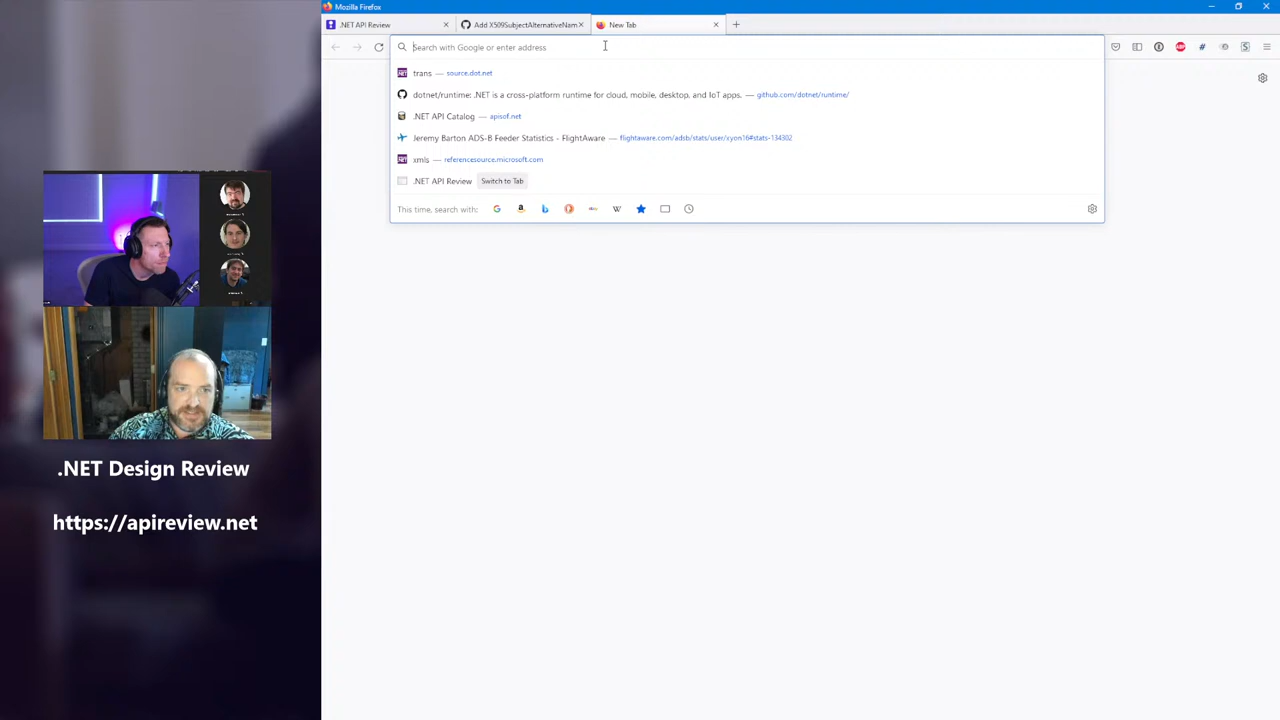 Mozilla Firefox
.NET API Review
Add X509SubjectAlternativeNam
New Tab
Search with Google or enter address
trans — source.dot.net
dotnet/runtime: .NET is a cross-platform runtime for cloud, mobile, desktop, and IoT apps. — github.com/dotnet/runtime/
.NET API Catalog — apisof.net
Jeremy Barton ADS-B Feeder Statistics - FlightAware — flightaware.com/adsb/stats/user/xyon16#stats-134302
xmls — referencesource.microsoft.com
.NET API Review Switch to Tab
This time, search with:
.NET Design Review
https://apireview.net